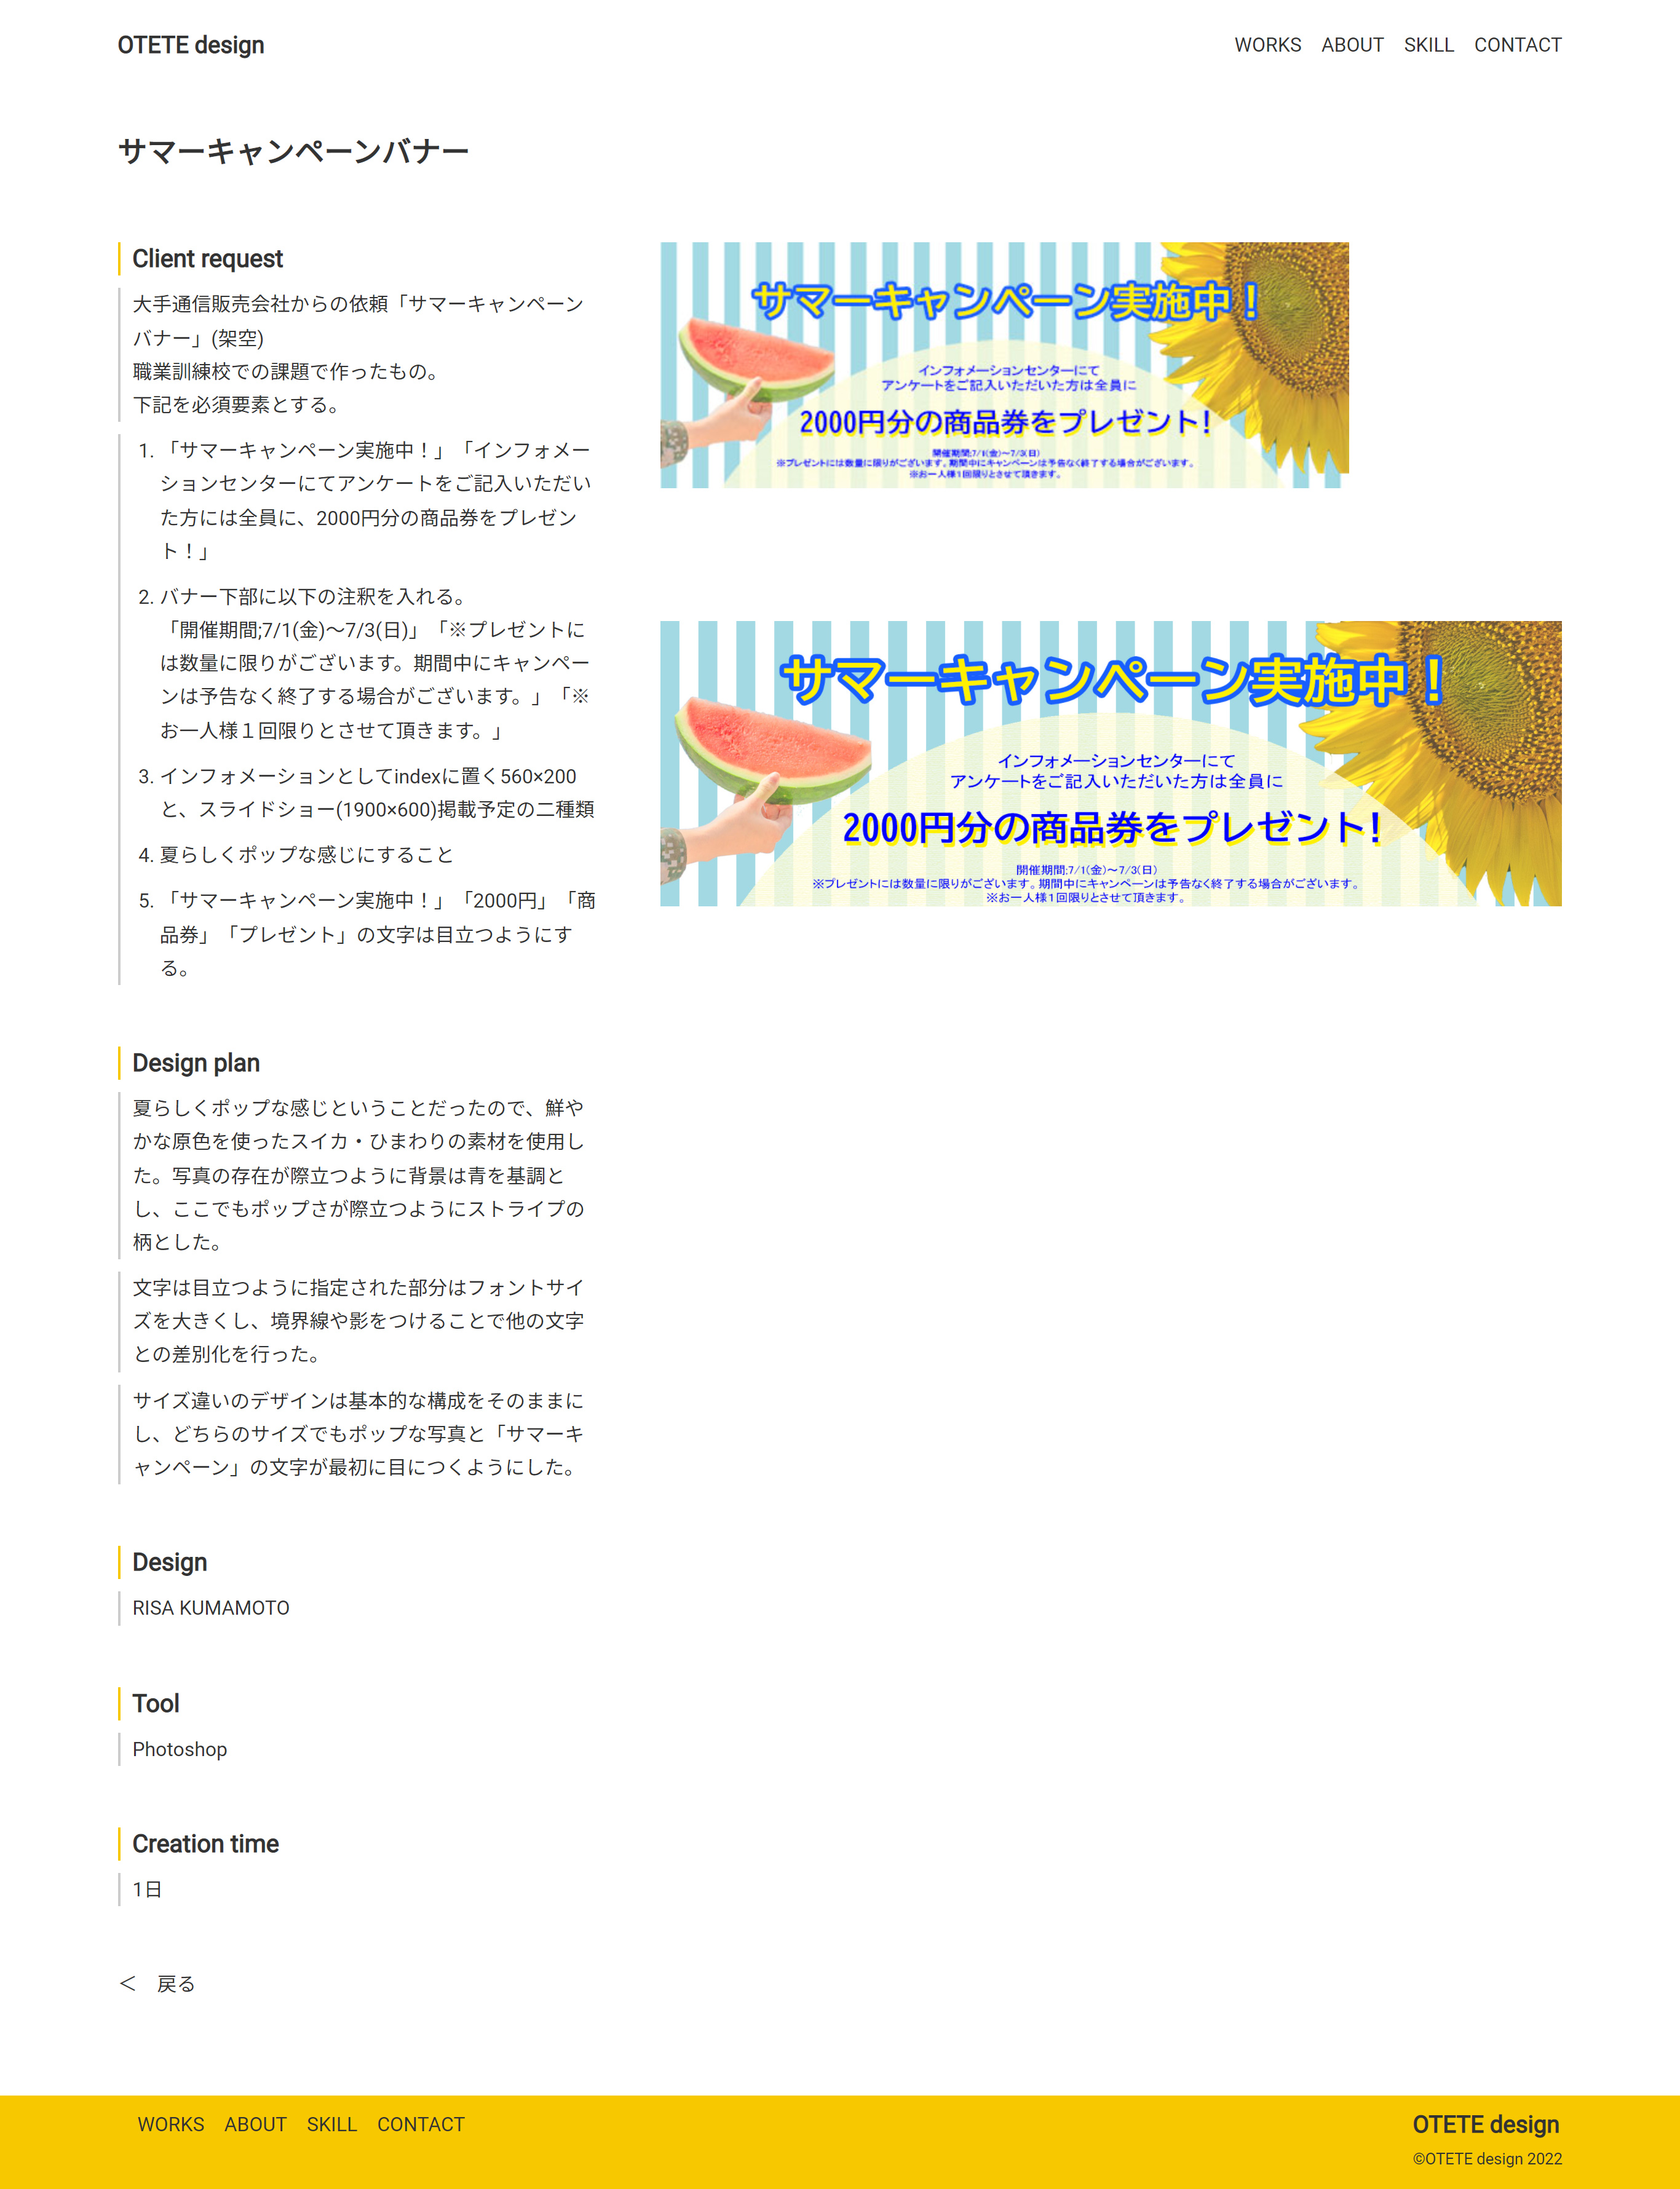 OTETE design
WORKS ABOUT SKILL CONTACT
サマーキャンペーンバナー
Client request
大手通信販売会社からの依頼「サマーキャンペーン
バナー」(架空)
職業訓練校での課題で作ったもの。
下記を必須要素とする。
1. 「サマーキャンペーン実施中！」「インフォメー
ションセンターにてアンケートをご記入いただい
た方には全員に、2000円分の商品券をプレゼン
ト！」
2. バナー下部に以下の注釈を入れる。
「開催期間;7/1(金)〜7/3(日)」「※プレゼントに
は数量に限りがございます。期間中にキャンペー
ンは予告なく終了する場合がございます。」「※
お一人様１回限りとさせて頂きます。」
3. インフォメーションとしてindexに置く560×200
と、スライドショー(1900×600)掲載予定の二種類
4. 夏らしくポップな感じにすること
5. 「サマーキャンペーン実施中！」「2000円」「商
品券」「プレゼント」の文字は目立つようにす
る。
Design plan
夏らしくポップな感じということだったので、鮮や
かな原色を使ったスイカ・ひまわりの素材を使用し
た。写真の存在が際立つように背景は青を基調と
し、ここでもポップさが際立つようにストライプの
柄とした。
文字は目立つように指定された部分はフォントサイ
ズを大きくし、境界線や影をつけることで他の文字
との差別化を行った。
サイズ違いのデザインは基本的な構成をそのままに
し、どちらのサイズでもポップな写真と「サマーキ
ャンペーン」の文字が最初に目につくようにした。
Design
RISA KUMAMOTO
Tool
Photoshop
Creation time
1日
＜　戻る
サマーキャンペーン実施中！
インフォメーションセンターにて
アンケートをご記入いただいた方は全員に
2000円分の商品券をプレゼント！
開催期間;7/1(金)〜7/3(日)
※プレゼントには数量に限りがございます。期間中にキャンペーンは予告なく終了する場合がございます。
※お一人様1回限りとさせて頂きます。
サマーキャンペーン実施中！
インフォメーションセンターにて
アンケートをご記入いただいた方は全員に
2000円分の商品券をプレゼント！
開催期間;7/1(金)〜7/3(日)
※プレゼントには数量に限りがございます。期間中にキャンペーンは予告なく終了する場合がございます。
※お一人様1回限りとさせて頂きます。
WORKS ABOUT SKILL CONTACT
OTETE design
©OTETE design 2022